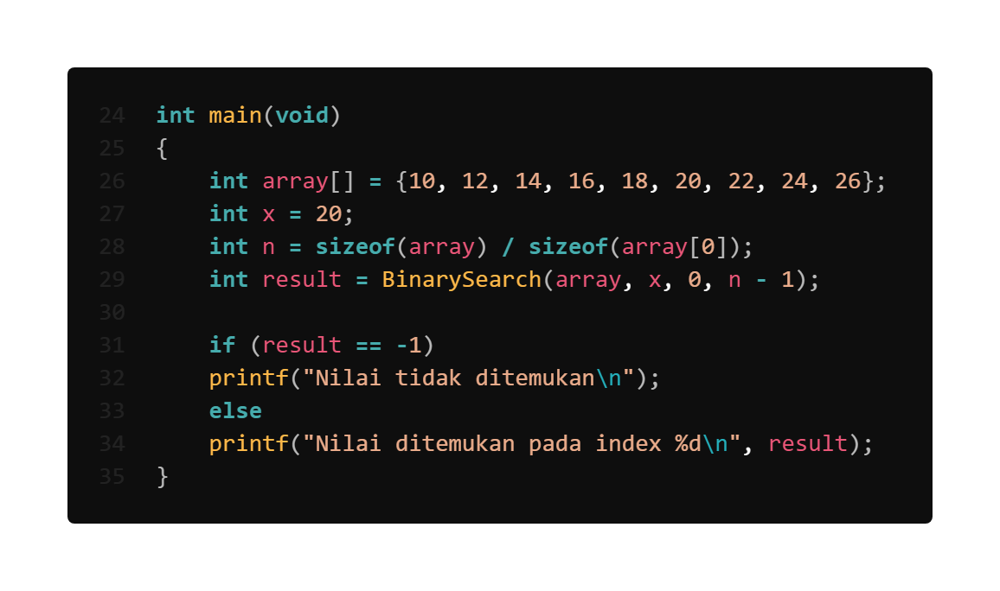 24 int main(void)
25 {
26     int array[] = {10, 12, 14, 16, 18, 20, 22, 24, 26};
27     int x = 20;
28     int n = sizeof(array) / sizeof(array[0]);
29     int result = BinarySearch(array, x, 0, n - 1);
30
31     if (result == -1)
32     printf("Nilai tidak ditemukan\n");
33     else
34     printf("Nilai ditemukan pada index %d\n", result);
35 }